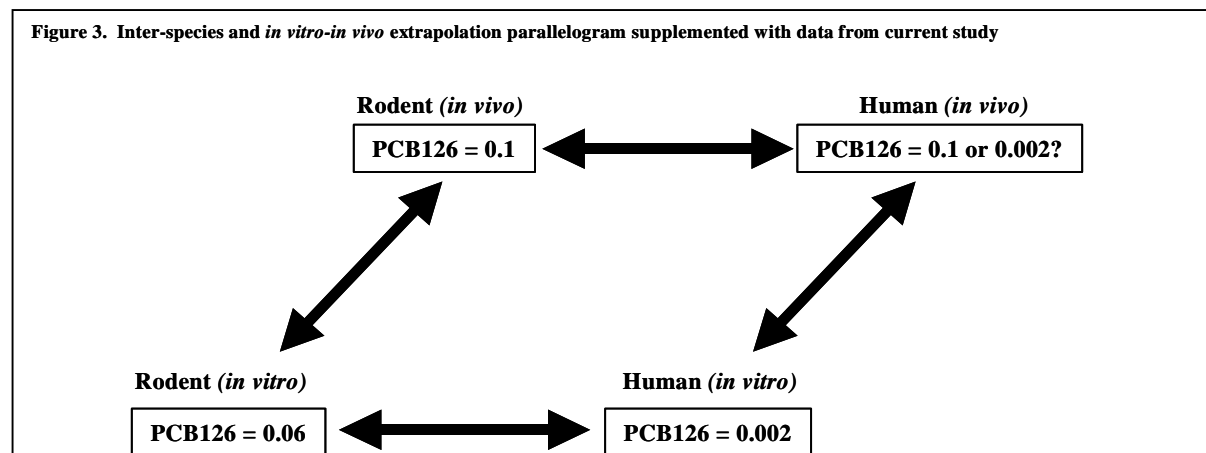 Figure 3. Inter-species and in vitro-in vivo extrapolation parallelogram supplemented with data from current study
Rodent (in vivo)
Human (in vivo)
PCB126 = 0.1
PCB126 = 0.1 or 0.002?
Rodent (in vitro)
Human (in vitro)
PCB126 = 0.06
PCB126 = 0.002